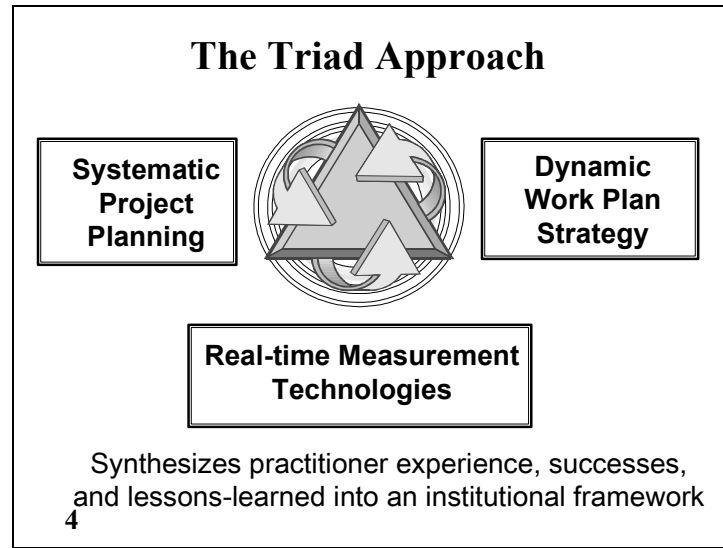 The Triad Approach
Systematic
Project
Planning
Dynamic
Work Plan
Strategy
Real-time Measurement
Technologies
Synthesizes practitioner experience, successes,
and lessons-learned into an institutional framework
4